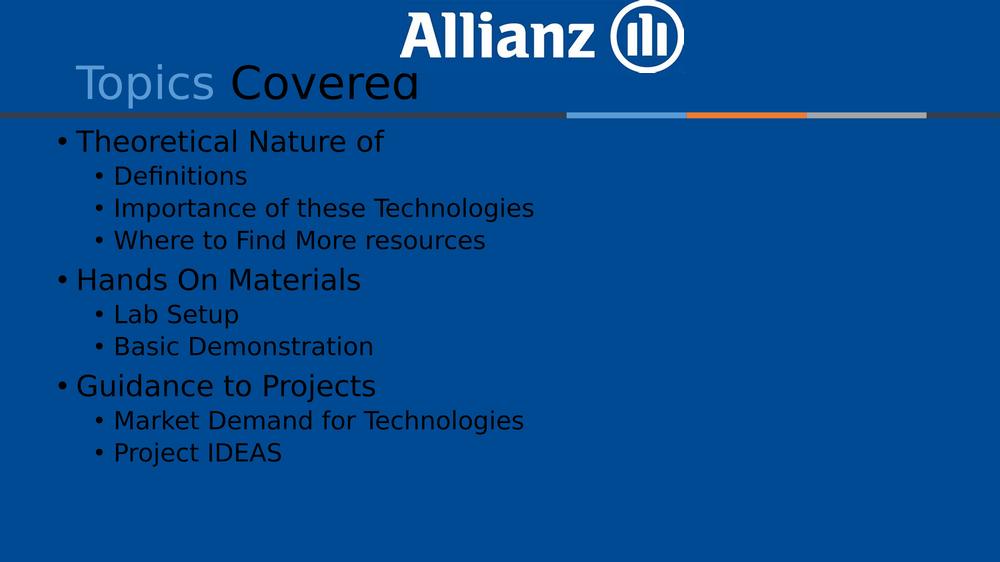 Allianz
Topics Covered
• Theoretical Nature of
• Definitions
• Importance of these Technologies
• Where to Find More resources
• Hands On Materials
• Lab Setup
• Basic Demonstration
• Guidance to Projects
• Market Demand for Technologies
• Project IDEAS